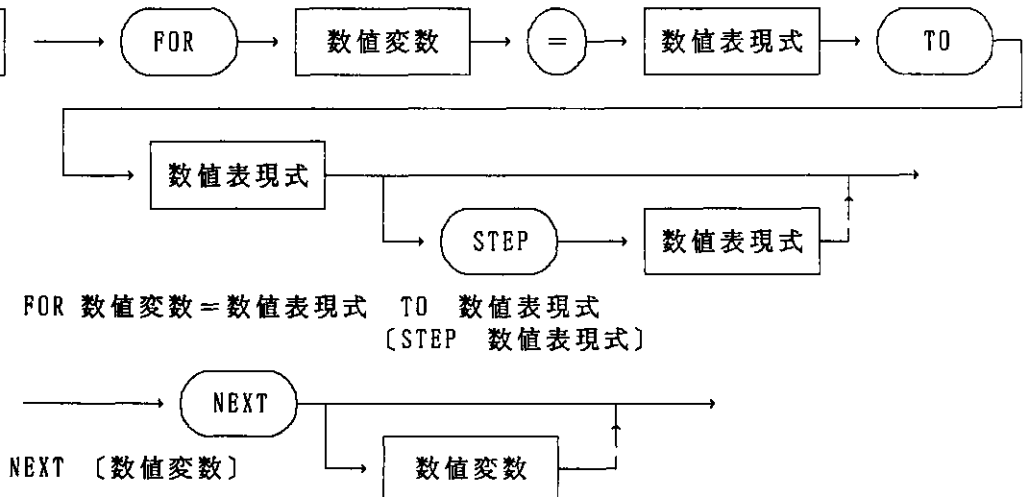 FOR 数値変数 = 数値表現式 TO
数値表現式
STEP 数値表現式
FOR 数値変数=数値表現式 TO 数値表現式
〔STEP 数値表現式〕
NEXT
数値変数
NEXT 〔数値変数〕